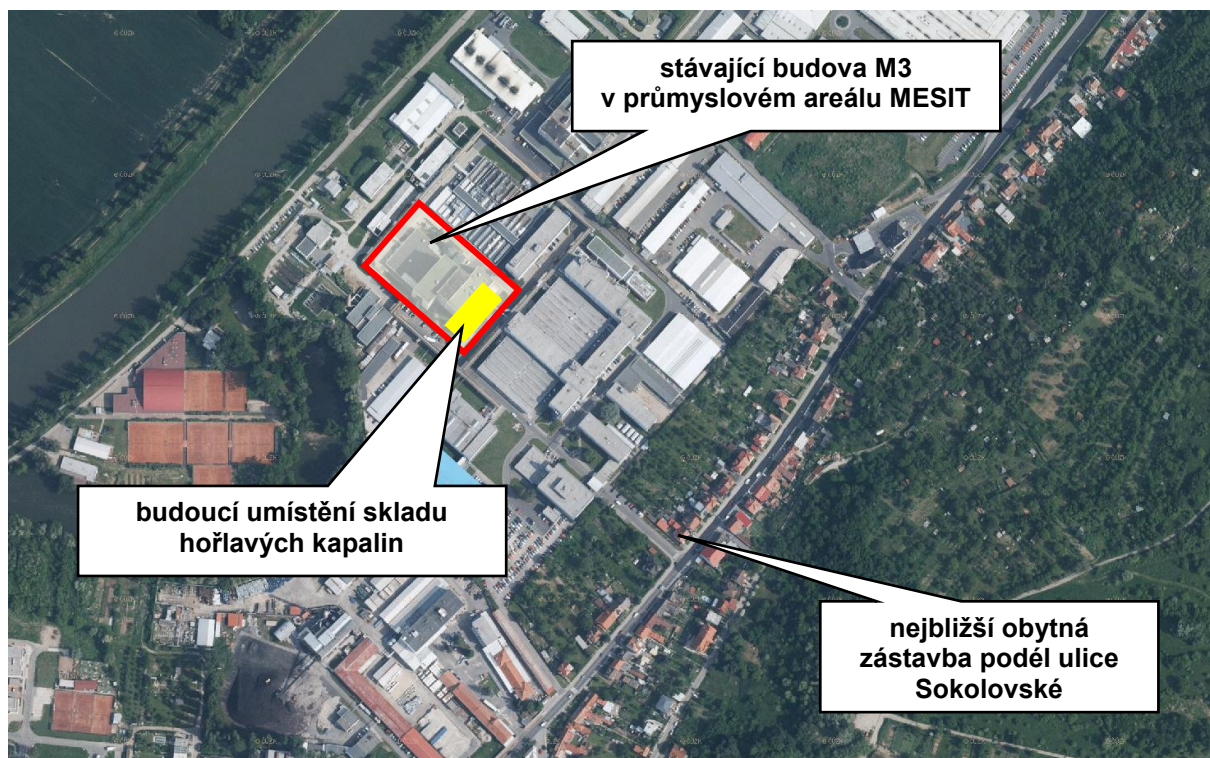 stávající budova M3
v průmyslovém areálu MESIT
budoucí umístění skladu
hořlavých kapalin
nejbližší obytná
zástavba podél ulice
Sokolovské